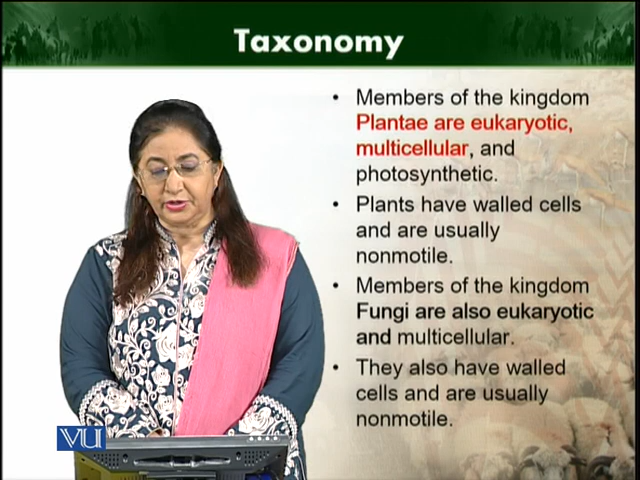 Taxonomy
• Members of the kingdom
Plantae are eukaryotic,
multicellular, and
photosynthetic.
• Plants have walled cells
and are usually
nonmotile.
• Members of the kingdom
Fungi are also eukaryotic
and multicellular.
• They also have walled
cells and are usually
nonmotile.
VU